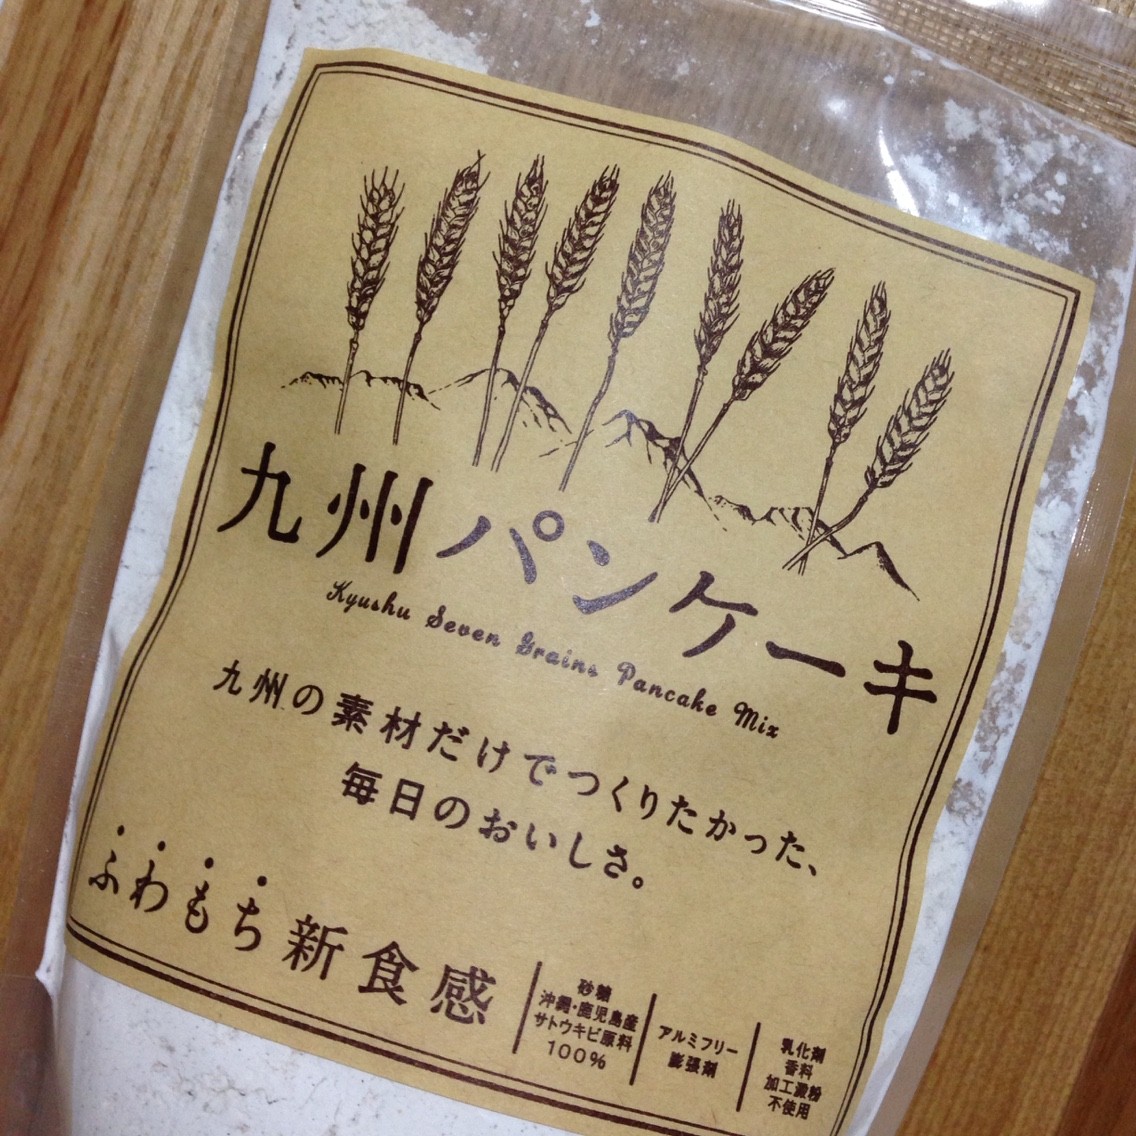 九州パンケーキ
Kyushu Seven Grains Pancake Mix
九州の素材だけでつくりたかった、
毎日のおいしさ。
ふわもち新食感
砂糖
沖縄・鹿児島産
サトウキビ原料
100%
アルミフリー
膨張剤
乳化剤
香料
加工澱粉
不使用